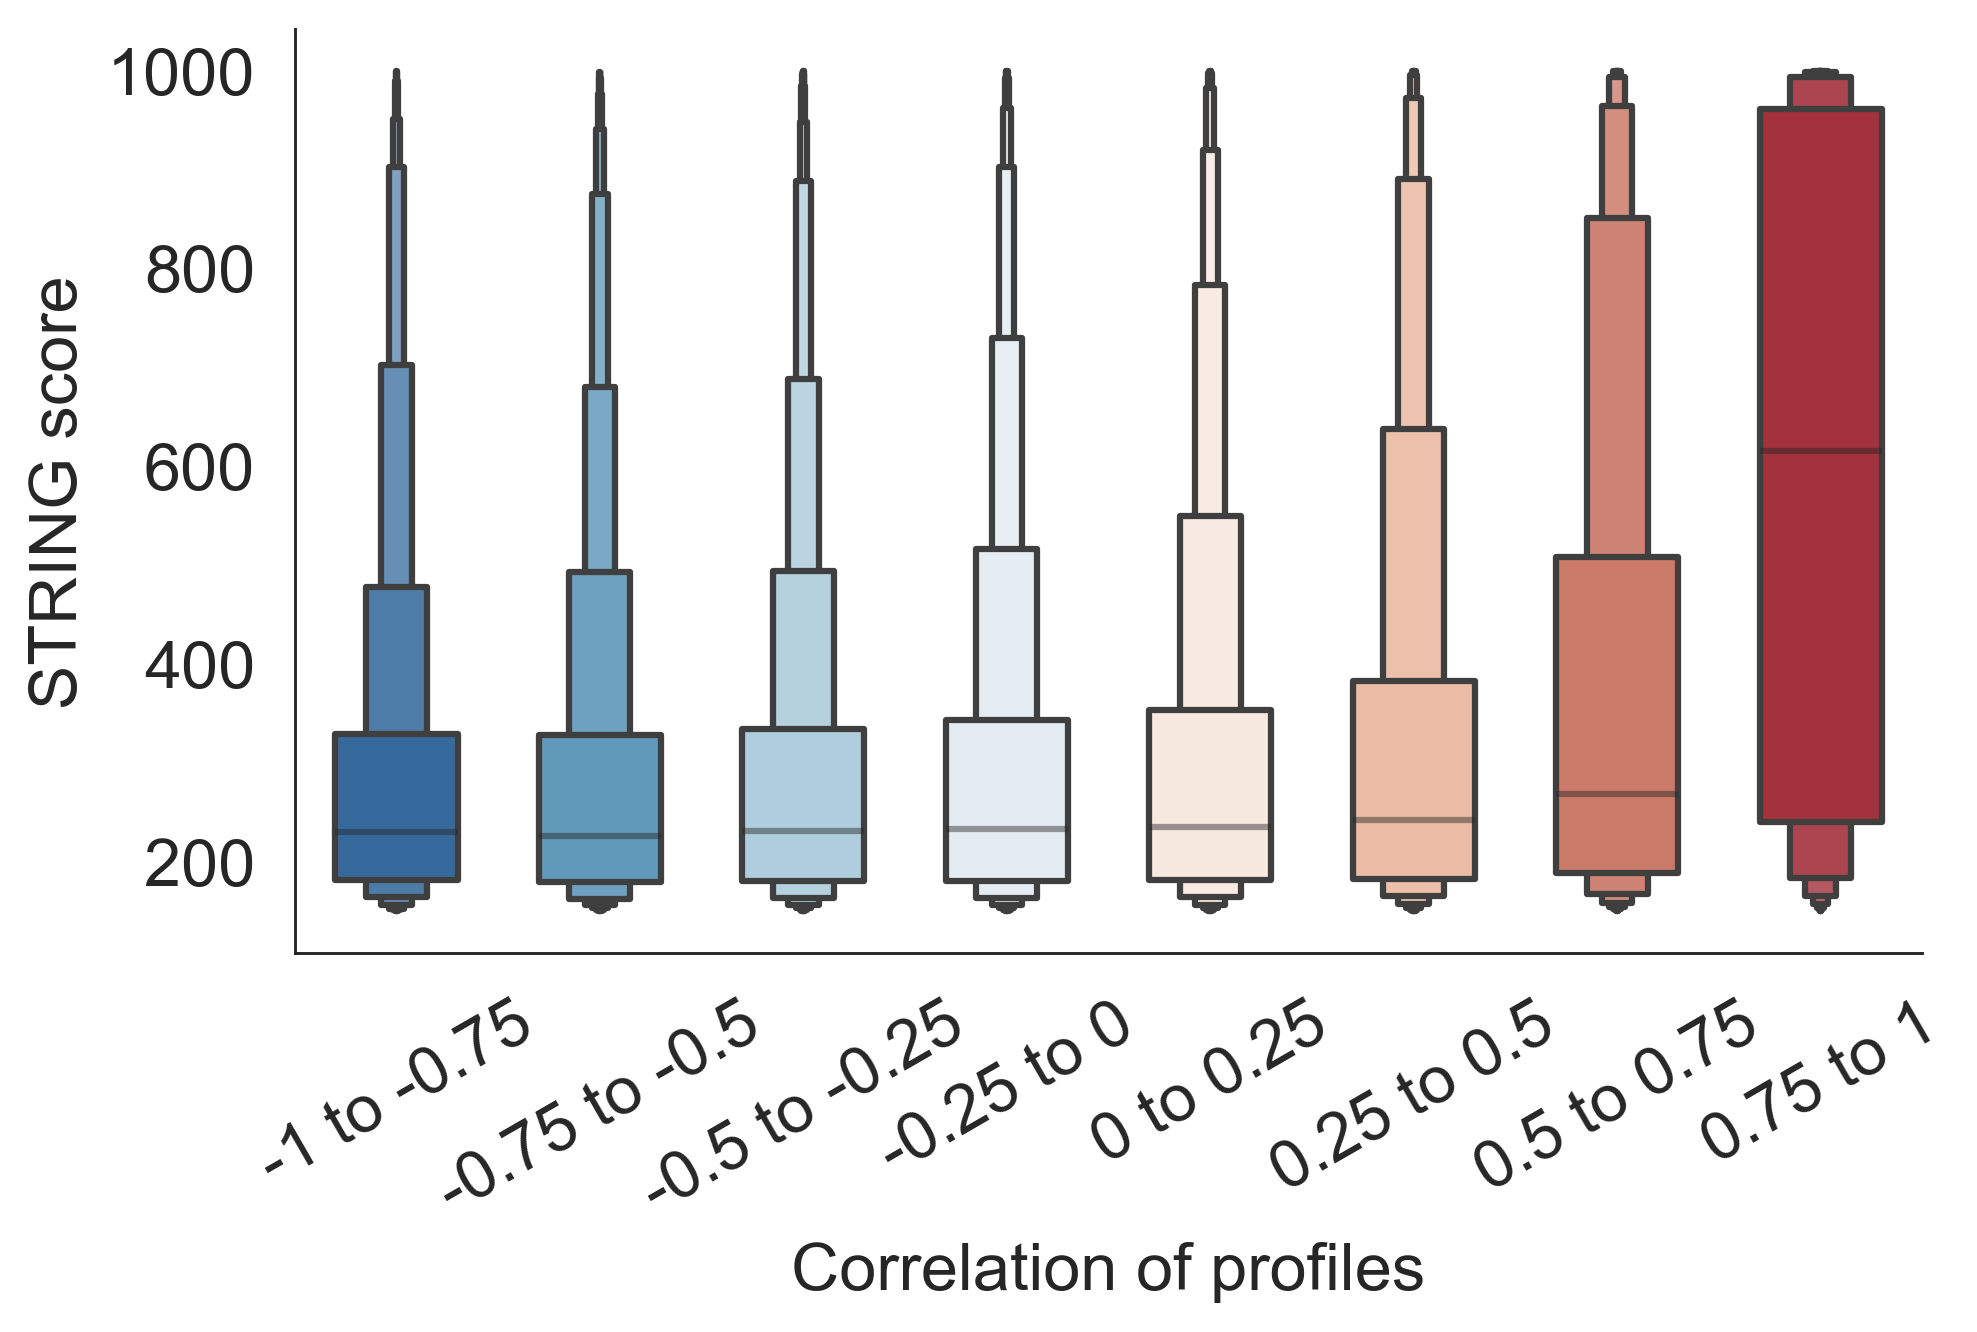 1000
800
600
400
200
STRING score
-1 to -0.75
-0.75 to -0.5
-0.5 to -0.25
-0.25 to 0
0 to 0.25
0.25 to 0.5
0.5 to 0.75
0.75 to 1
Correlation of profiles